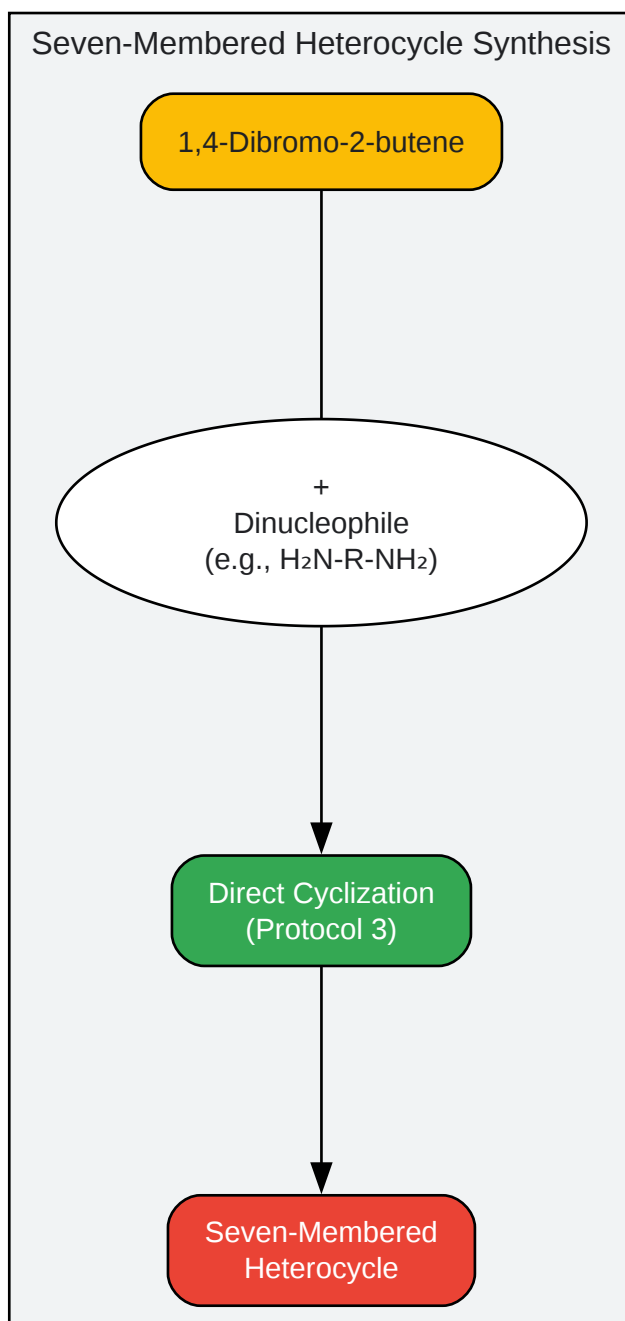 Seven-Membered Heterocycle Synthesis
1,4-Dibromo-2-butene
+
Dinucleophile
(e.g., H₂N-R-NH₂)
Direct Cyclization
(Protocol 3)
Seven-Membered
Heterocycle